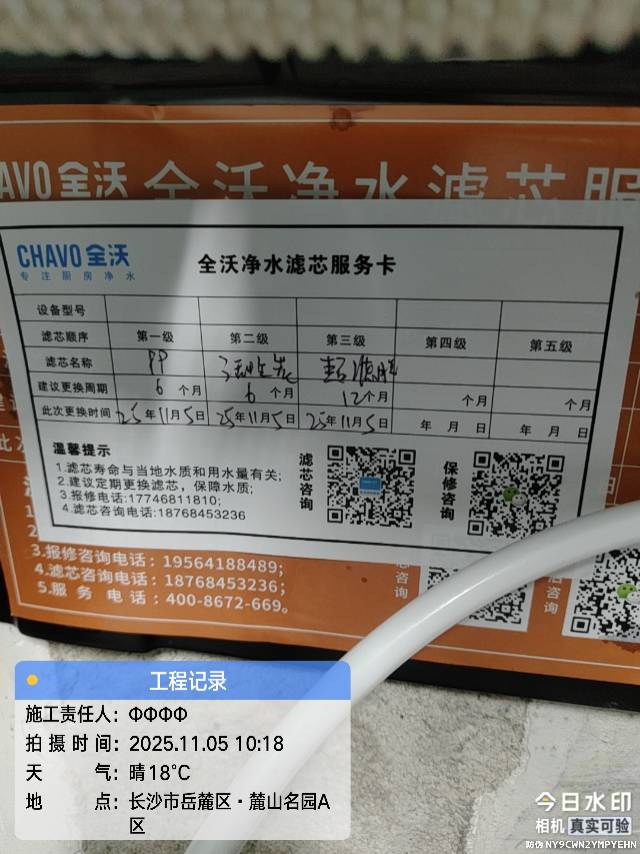 HAVO 全沃 全沃净水滤芯服
CHAVO 全沃
专注厨房净水
全沃净水滤芯服务卡
设备型号
滤芯顺序 第一级 第二级 第三级 第四级 第五级
滤芯名称 PP 超滤膜
建议更换周期 6 个月 6 个月 12个月 个月 个月
此次更换时间 25年11月5日 25年11月5日 25年11月5日 年 月 日 年 月 日
温馨提示
1.滤芯寿命与当地水质和用水量有关;
2.建议定期更换滤芯，保障水质;
3.报修电话:17746811810;
4.滤芯咨询电话:18768453236
滤芯咨询
保修咨询
3.报修咨询电话：19564188489;
4.滤芯咨询电话：18768453236;
5.服务电话:400-8672-669。
咨询
咨询
工程记录
施工责任人：ФФФФ
拍摄时间：2025.11.05 10:18
天 气：晴18℃
地 点：长沙市岳麓区·麓山名园A
区
今日水印
相机 真实可验
防伪 NY9CWN2YMPYEHN